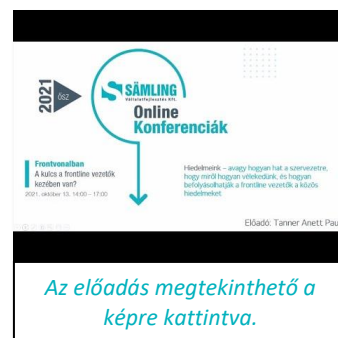 2021
ősz
SÄMLING
Vállalatfejlesztés Kft.
Online
Konferenciák
Frontvonalban
A kulcs a frontline vezetők
kezében van?
2021. október 13. 14:00 - 17:00
Hiedelmeink – avagy hogyan hat a szervezetre,
hogy miről hogyan vélekedünk, és hogyan
befolyásolhatják a frontline vezetők a közös
hiedelmeket
Előadó: Tanner Anett Pau
Az előadás megtekinthető a
képre kattintva.